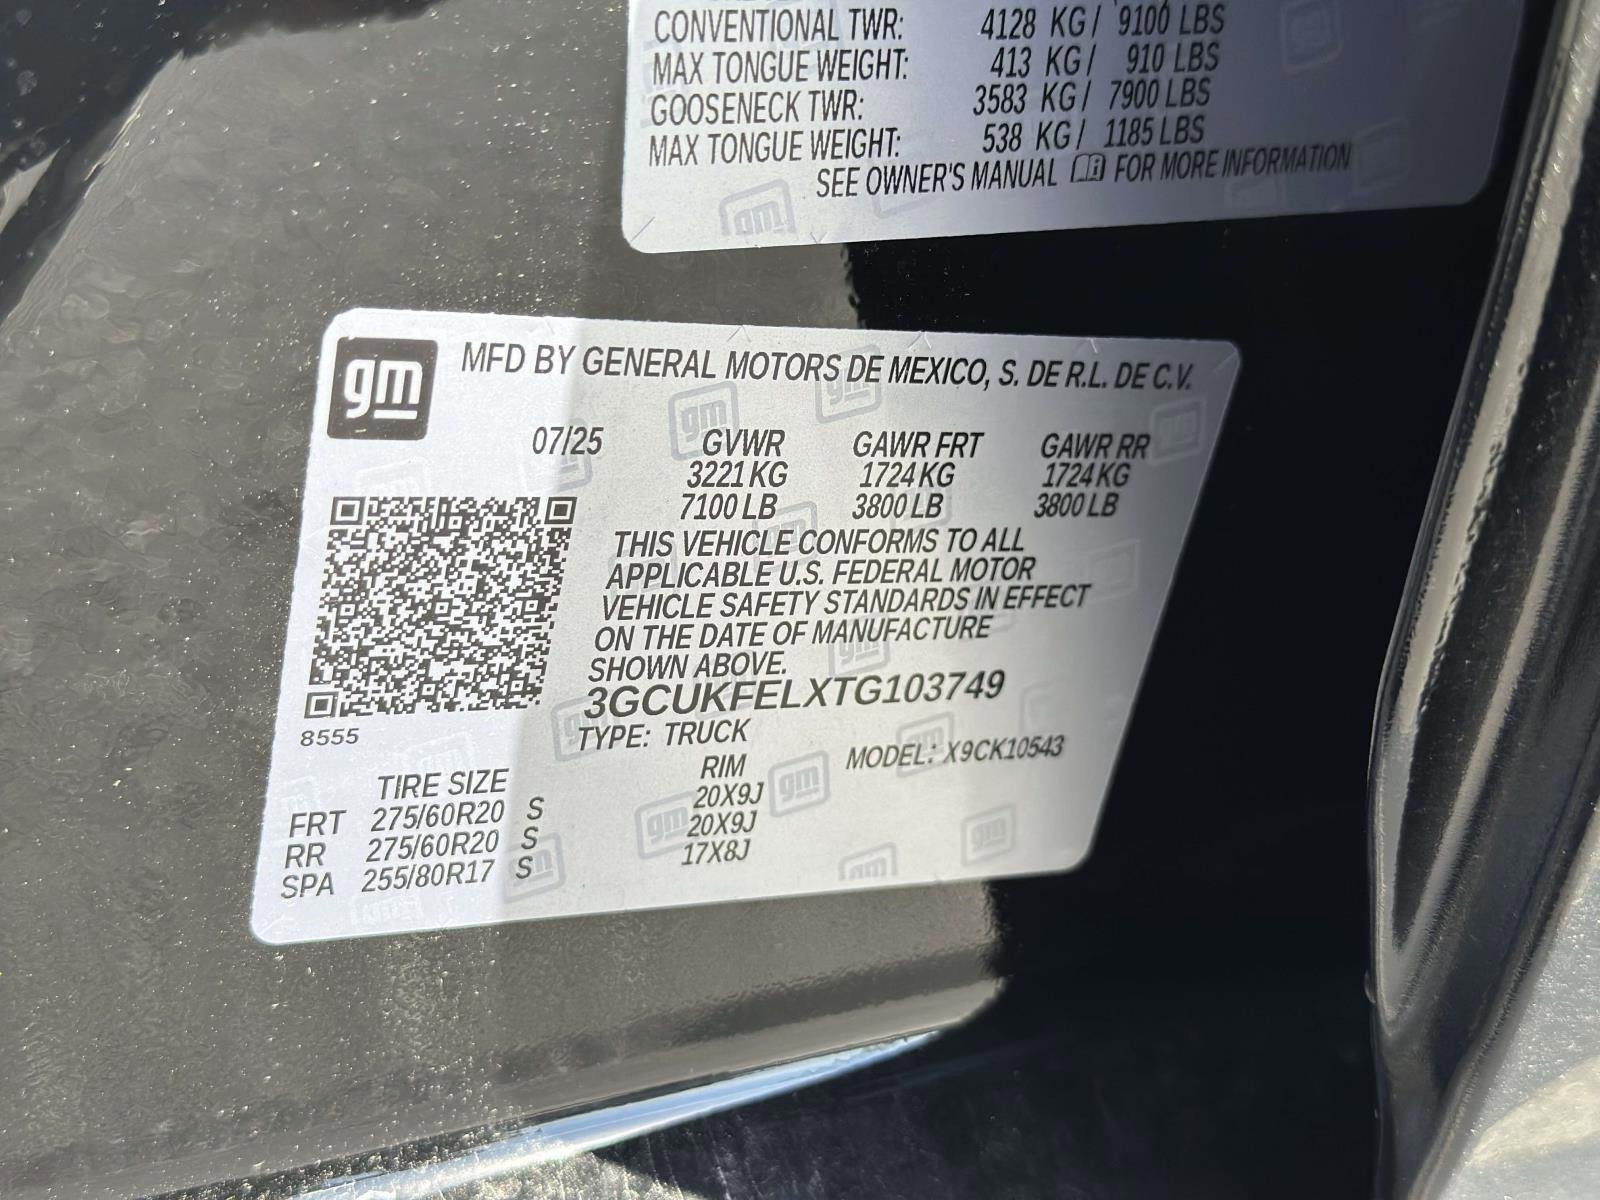 CONVENTIONAL TWR: 4128 KG/ 9100 LBS
MAX TONGUE WEIGHT: 413 KG/ 910 LBS
GOOSENECK TWR: 3583 KG/ 7900 LBS
MAX TONGUE WEIGHT: 538 KG/ 1185 LBS
SEE OWNER'S MANUAL FOR MORE INFORMATION
gm MFD BY GENERAL MOTORS DE MEXICO, S. DE R.L. DE C.V.
07/25 GVWR GAWR FRT GAWR RR
3221 KG 1724 KG 1724 KG
7100 LB 3800 LB 3800 LB
THIS VEHICLE CONFORMS TO ALL
APPLICABLE U.S. FEDERAL MOTOR
VEHICLE SAFETY STANDARDS IN EFFECT
ON THE DATE OF MANUFACTURE
SHOWN ABOVE.
3GCUKFELXTG103749
8555
TYPE: TRUCK MODEL: X9CK10543
TIRE SIZE RIM
FRT 275/60R20 S 20X9J
RR 275/60R20 S 20X9J
SPA 255/80R17 S 17X8J